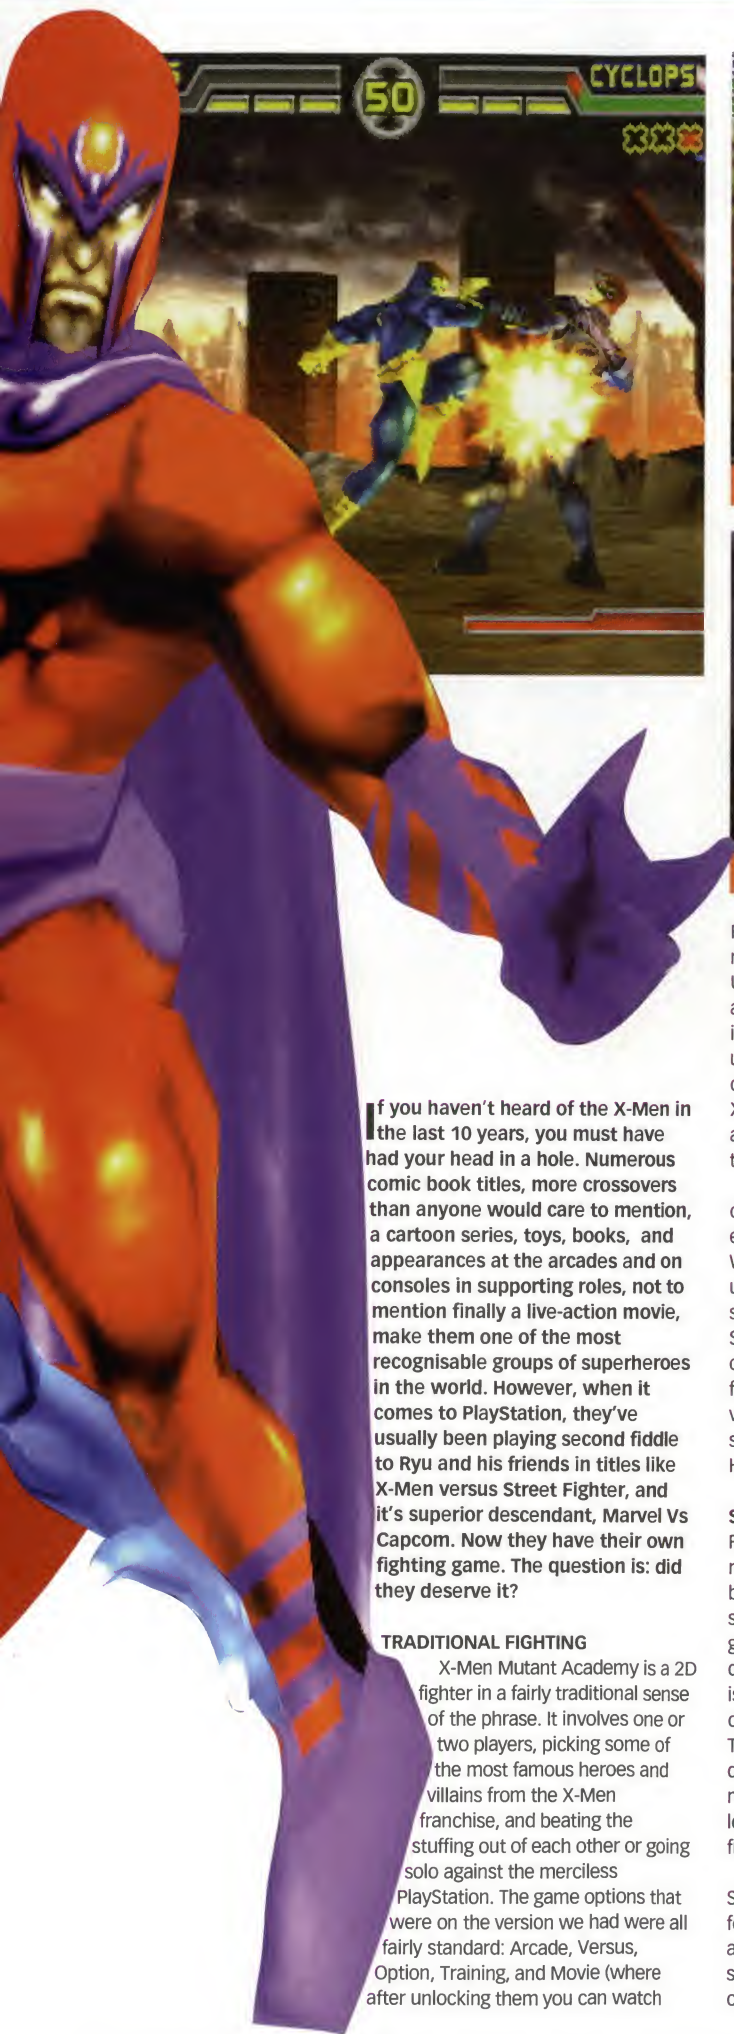 50
CYCLOPS
If you haven't heard of the X-Men in
the last 10 years, you must have
had your head in a hole. Numerous
comic book titles, more crossovers
than anyone would care to mention,
a cartoon series, toys, books, and
appearances at the arcades and on
consoles in supporting roles, not to
mention finally a live-action movie,
make them one of the most
recognisable groups of superheroes
in the world. However, when it
comes to PlayStation, they've
usually been playing second fiddle
to Ryu and his friends in titles like
X-Men versus Street Fighter, and
it's superior descendant, Marvel Vs
Capcom. Now they have their own
fighting game. The question is: did
they deserve it?
TRADITIONAL FIGHTING
X-Men Mutant Academy is a 2D
fighter in a fairly traditional sense
of the phrase. It involves one or
two players, picking some of
the most famous heroes and
villains from the X-Men
franchise, and beating the
stuffing out of each other or going
solo against the merciless
PlayStation. The game options that
were on the version we had were all
fairly standard: Arcade, Versus,
Option, Training, and Movie (where
after unlocking them you can watch